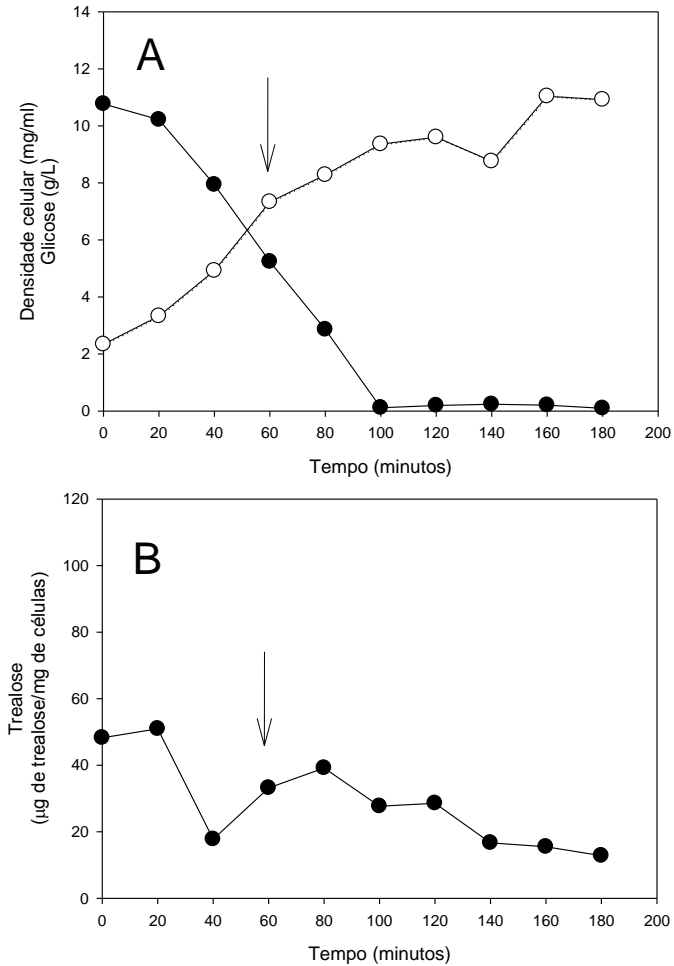 14
12
10
8
6
4
2
0
Densidade celular (mg/ml)
Glicose (g/L)
A
0 20 40 60 80 100 120 140 160 180 200
Tempo (minutos)
120
100
80
60
40
20
0
Trealose
(μg de trealose/mg de células)
B
0 20 40 60 80 100 120 140 160 180 200
Tempo (minutos)